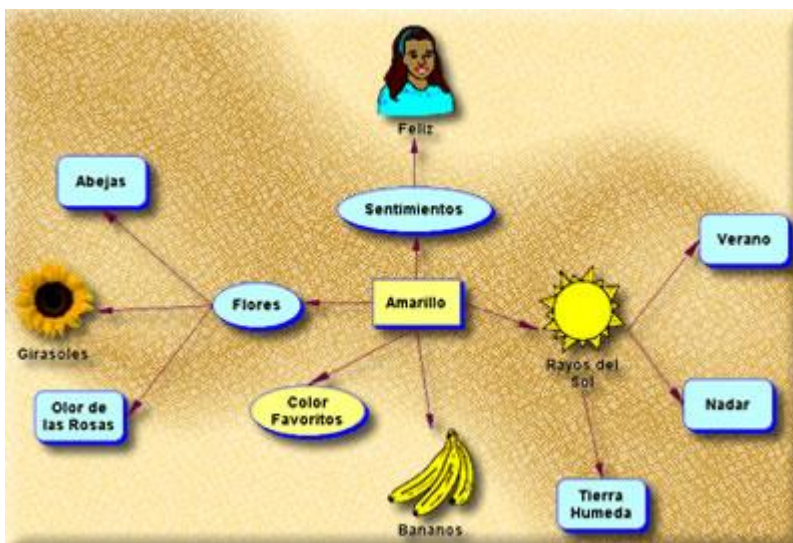 Feliz
Abejas
Sentimientos
Verano
Flores
Amarillo
Girasoles
Rayos del
Sol
Olor de
las Rosas
Color
Favoritos
Nadar
Bananos
Tierra
Humeda